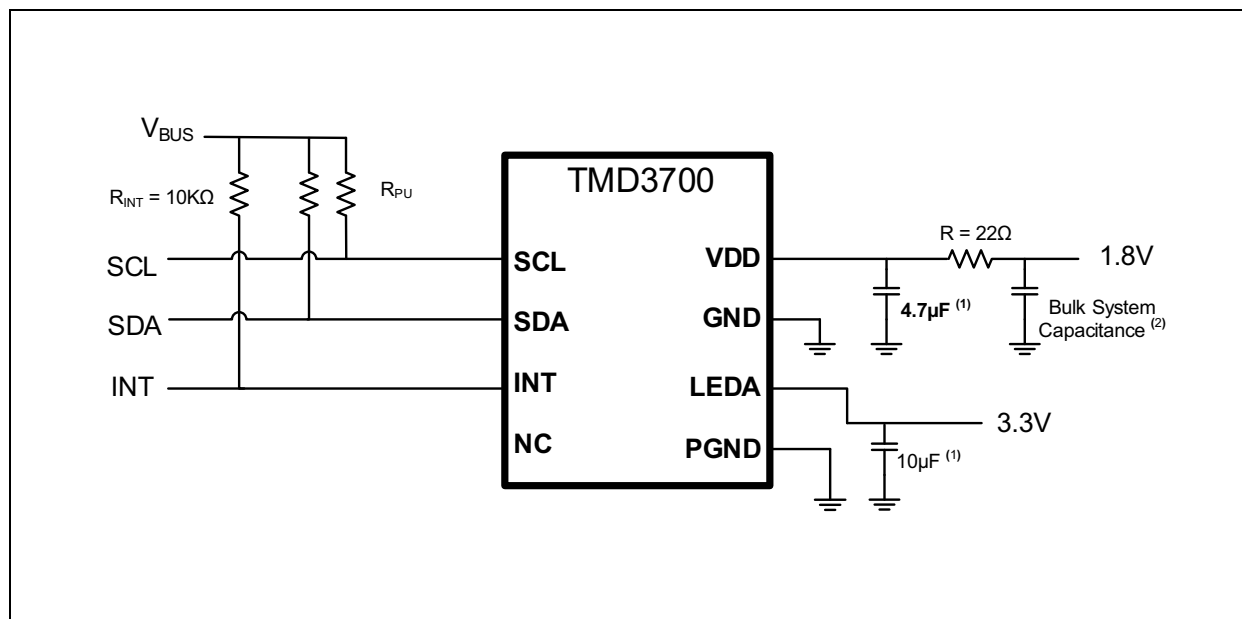 TMD3700
V_BUS
R_INT = 10KΩ
R_PU
SCL
SDA
INT
SCL
SDA
INT
NC
VDD
GND
LEDA
PGND
R = 22Ω
1.8V
4.7µF (1)
Bulk System
Capacitance (2)
3.3V
10µF (1)